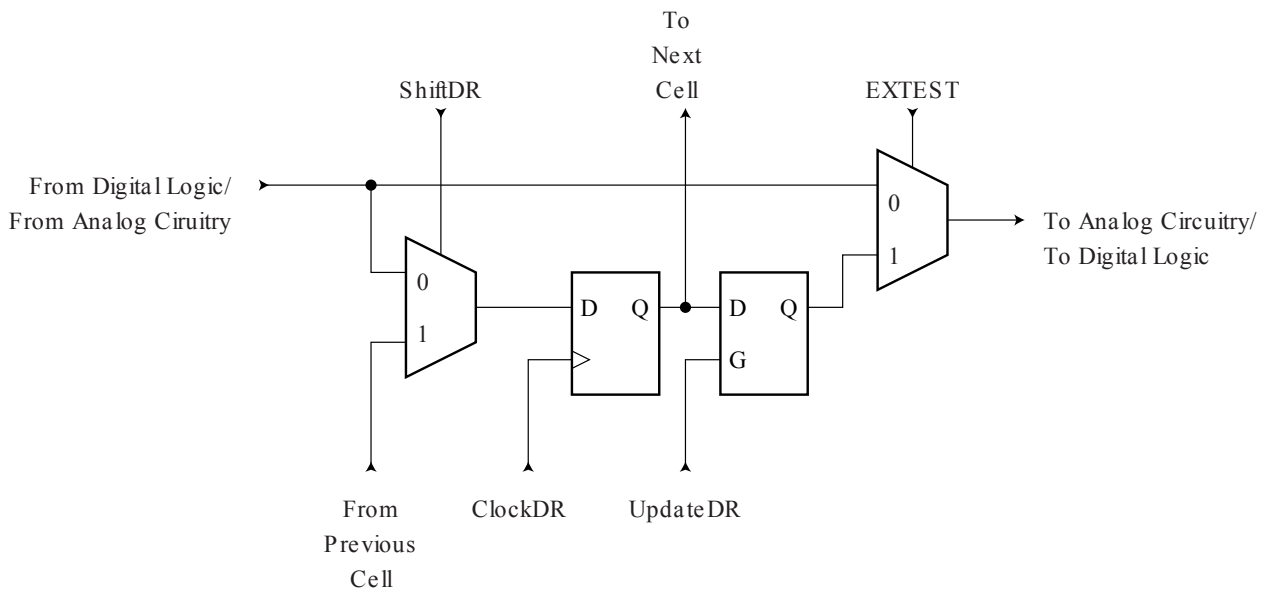 To
Next
Cell
ShiftDR
EXTEST
From Digital Logic/
From Analog Ciruitry
0
1
To Analog Circuitry/
To Digital Logic
0
1
D Q
D Q
G
From
Previous
Cell
ClockDR
UpdateDR